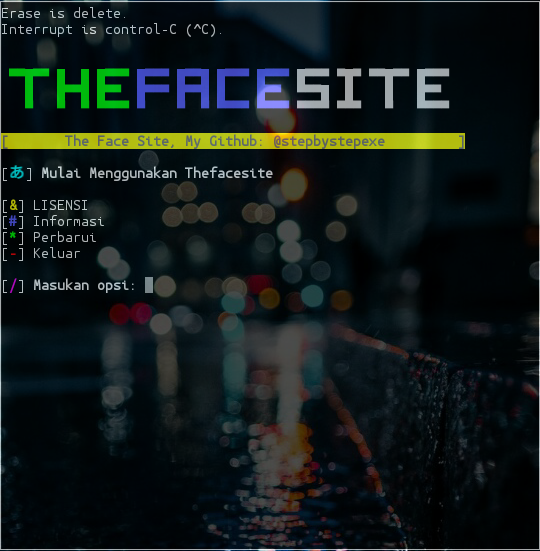 Erase is delete.
Interrupt is control-C (^C).
THEFACESITE
[ The Face Site, My Github: @stepbystepexe ]
[あ] Mulai Menggunakan Thefacesite
[&] LISENSI
[#] Informasi
[*] Perbarui
[-] Keluar
[/] Masukan opsi: